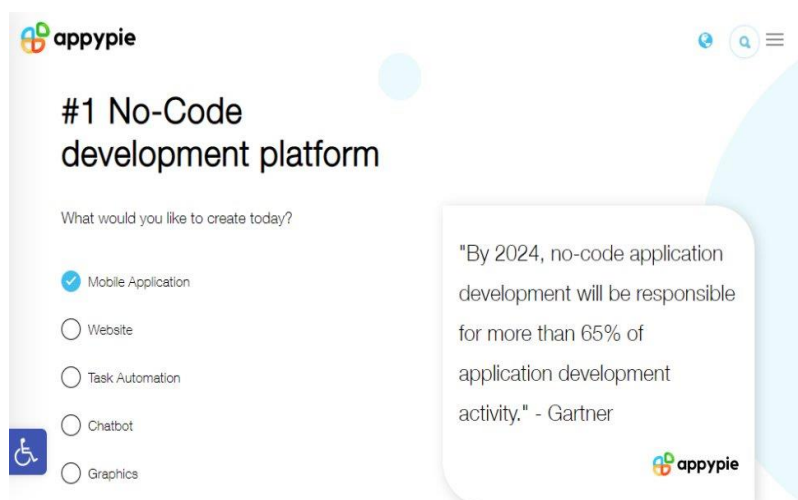 appypie
#1 No-Code
development platform
What would you like to create today?
Mobile Application
Website
Task Automation
Chatbot
Graphics
"By 2024, no-code application
development will be responsible
for more than 65% of
application development
activity." - Gartner
appypie